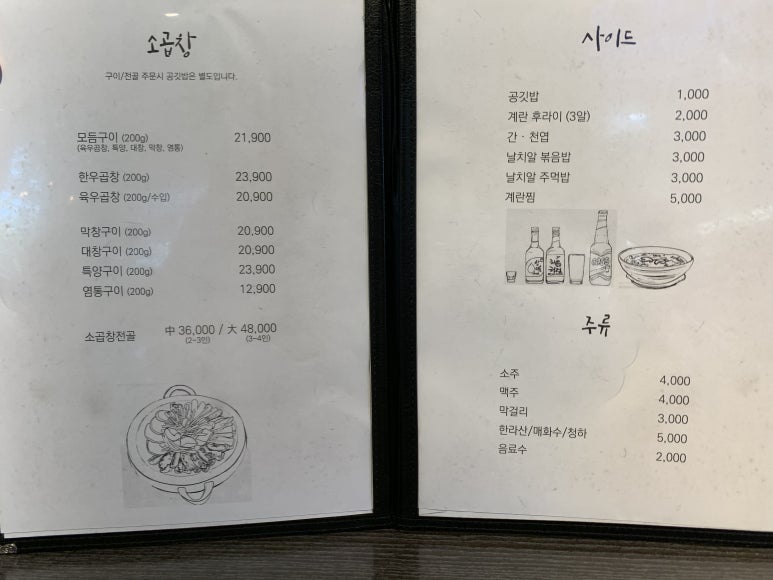 소곱창
구이/전골 주문시 공깃밥은 별도입니다.
모듬구이 (200g) 21,900
(육우곱창, 특양, 대창, 막창, 염통)
한우곱창 (200g) 23,900
육우곱창 (200g/수입) 20,900
막창구이 (200g) 20,900
대창구이 (200g) 20,900
특양구이 (200g) 23,900
염통구이 (200g) 12,900
소곱창전골 中 36,000 / 大 48,000
(2-3인) (3-4인)
사이드
공깃밥 1,000
계란 후라이 (3알) 2,000
간 · 천엽 3,000
날치알 볶음밥 3,000
날치알 주먹밥 3,000
계란찜 5,000
주류
소주 4,000
맥주 4,000
막걸리 3,000
한라산/매화수/청하 5,000
음료수 2,000